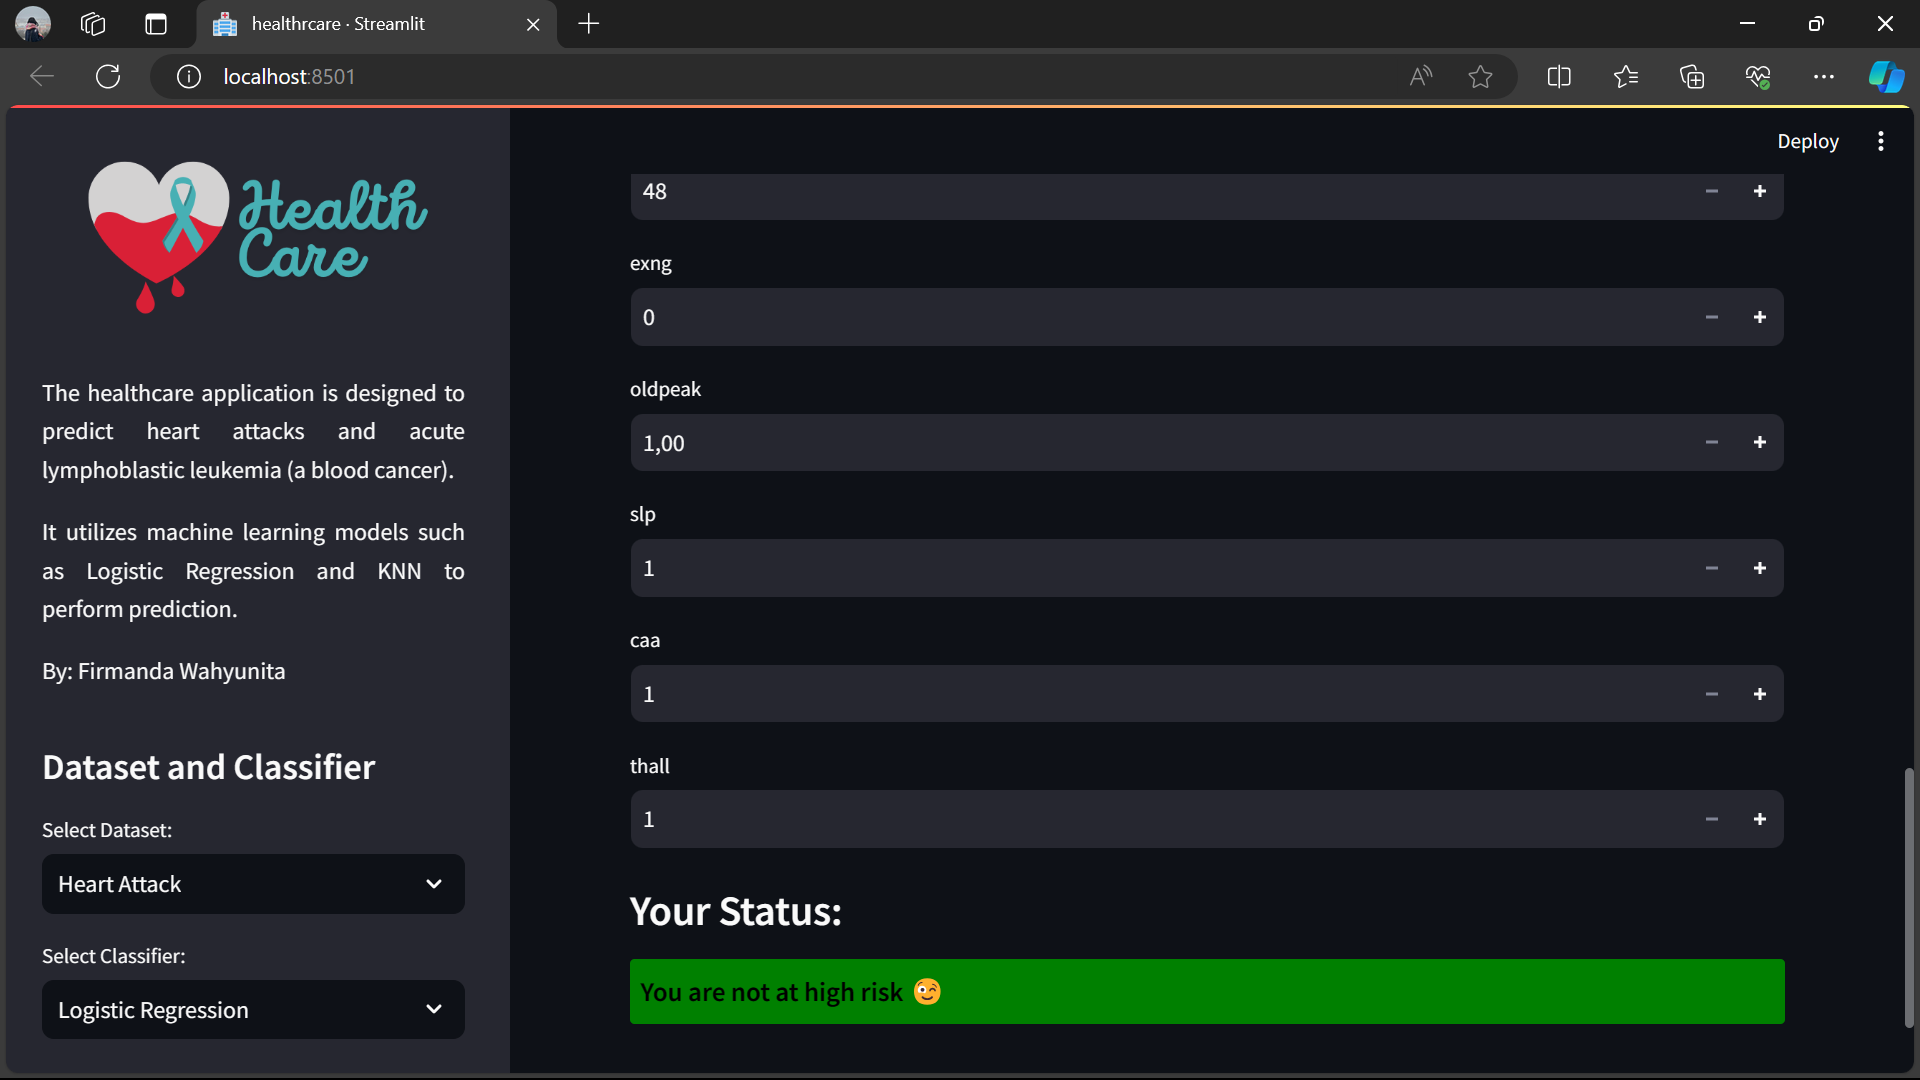 healthrcare · Streamlit
localhost:8501
Deploy
Health
Care
The healthcare application is designed to
predict heart attacks and acute
lymphoblastic leukemia (a blood cancer).
It utilizes machine learning models such
as Logistic Regression and KNN to
perform prediction.
By: Firmanda Wahyunita
Dataset and Classifier
Select Dataset:
Heart Attack
Select Classifier:
Logistic Regression
48
exng
0
oldpeak
1,00
slp
1
caa
1
thall
1
Your Status:
You are not at high risk 😉